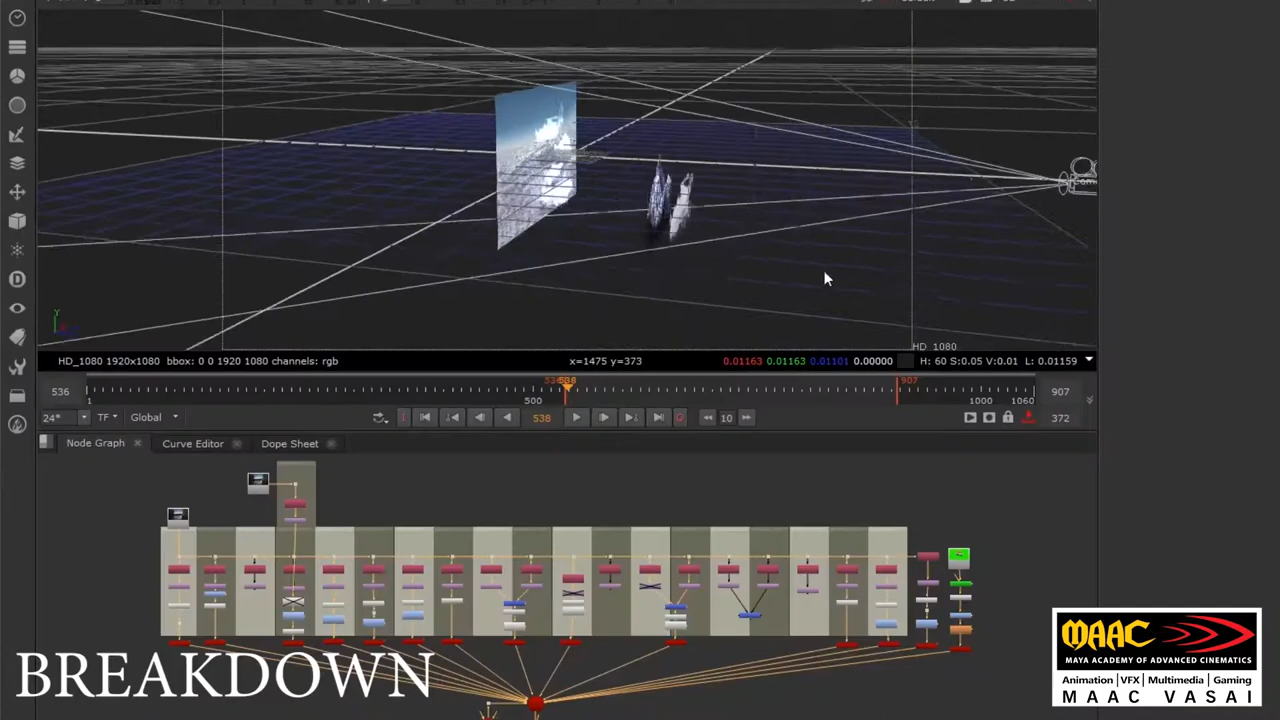 HD_1080
HD_1080 1920x1080 bbox: 0 0 1920 1080 channels: rgb
x=1475 y=373
0.01163 0.01163 0.01101 0.00000
H: 60 S:0.05 V:0.01 L: 0.01159
536
538
907
907
1
500
1000
1060
24*
TF
Global
538
10
372
Node Graph
Curve Editor
Dope Sheet
BREAKDOWN
MAAC
MAYA ACADEMY OF ADVANCED CINEMATICS
Animation | VFX | Multimedia | Gaming
MAAC VASAI